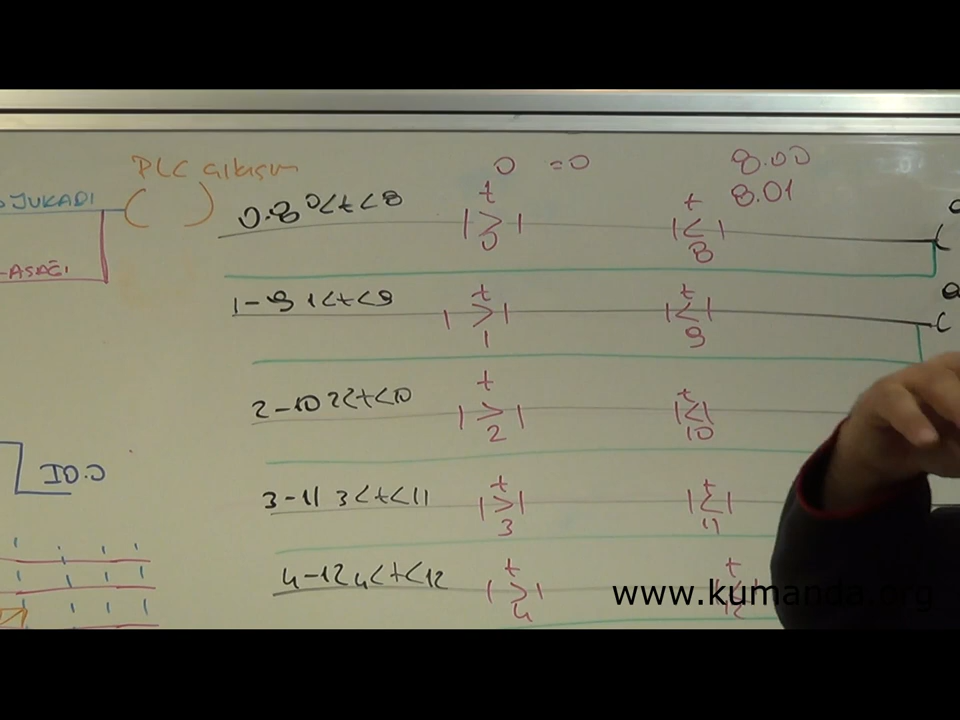 PLC çıkışım
0 =0
8.00
8.01
JUKADI
0-8 0<t<8
t
>
0
t
<
8
-AŞAĞI
1-9 1<t<9
t
>
1
t
<
9
2-10 2<t<10
t
>
2
t
<
10
I0.0
3-11 3<t<11
t
>
3
t
<
11
4-12 4<t<12
t
>
4
t
<
12
www.kumanda.org